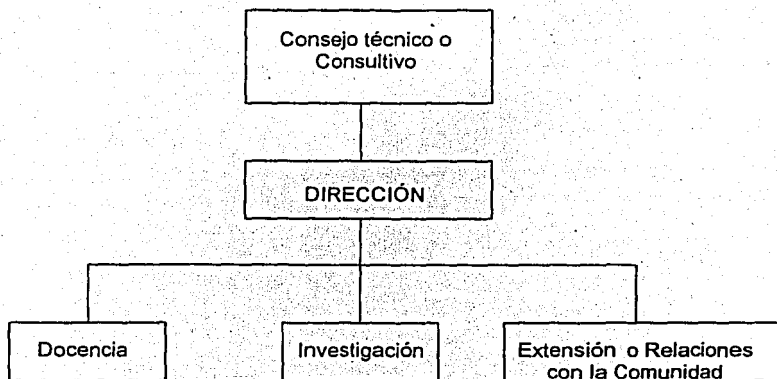 Consejo técnico o
Consultivo
DIRECCIÓN
Docencia
Investigación
Extensión o Relaciones
con la Comunidad